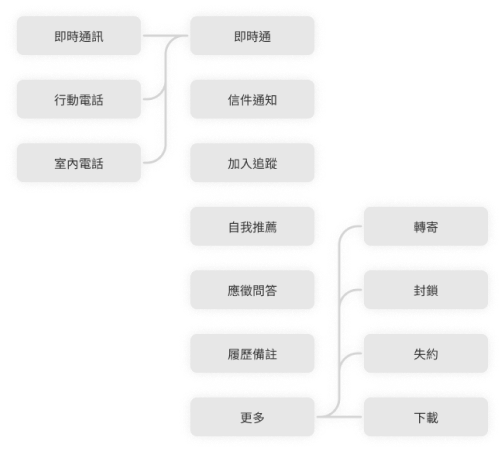 即時通訊
即時通
行動電話
信件通知
室內電話
加入追蹤
自我推薦
轉寄
應徵問答
封鎖
履歷備註
失約
更多
下載